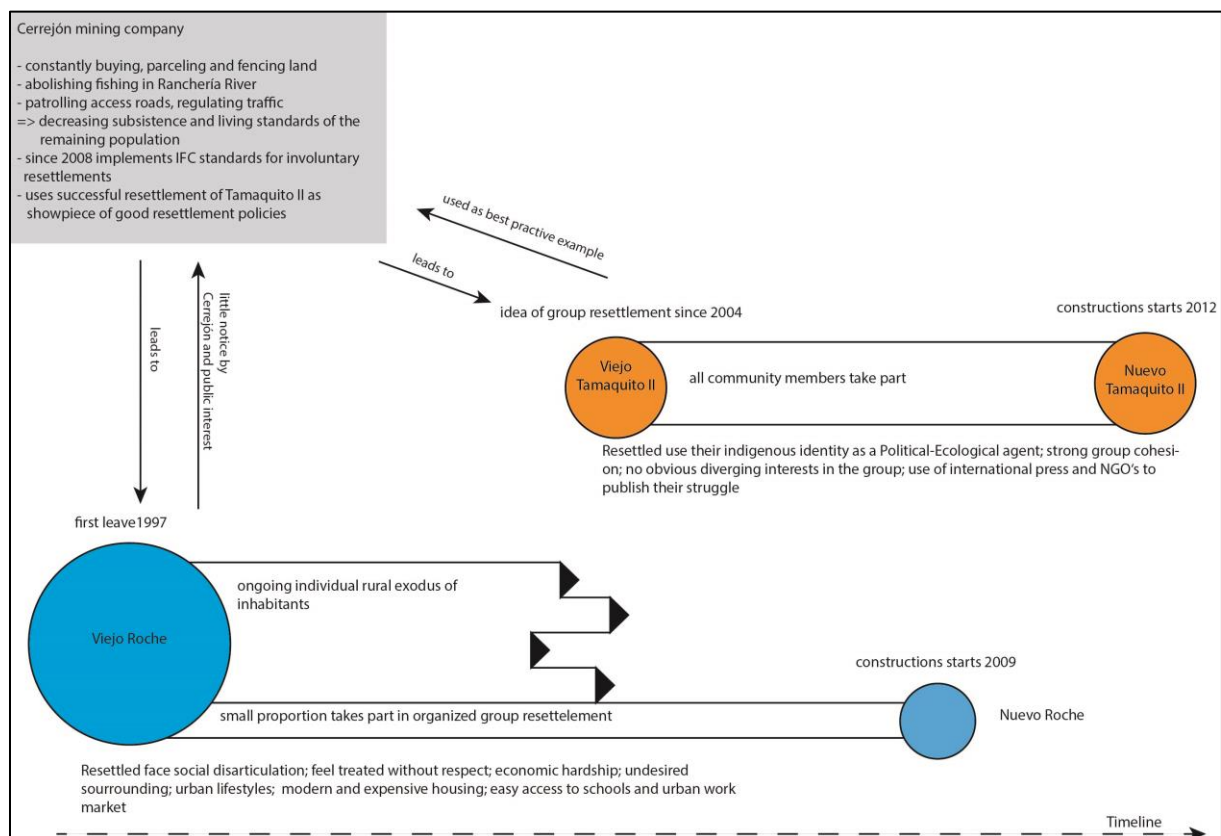 Cerrejón mining company
- constantly buying, parceling and fencing land
- abolishing fishing in Ranchería River
- patrolling access roads, regulating traffic
=> decreasing subsistence and living standards of the
remaining population
- since 2008 implements IFC standards for involuntary
resettlements
- uses successful resettlement of Tamaquito II as
showpiece of good resettlement policies
used as best practive example
leads to
leads to
little notice by
Cerrejón and public interest
idea of group resettlement since 2004
constructions starts 2012
Viejo
Tamaquito II
all community members take part
Nuevo
Tamaquito II
Resettled use their indigenous identity as a Political-Ecological agent; strong group cohesi-
on; no obvious diverging interests in the group; use of international press and NGO's to
publish their struggle
first leave1997
ongoing individual rural exodus of
inhabitants
Viejo Roche
constructions starts 2009
small proportion takes part in organized group resettelement
Nuevo Roche
Resettled face social disarticulation; feel treated without respect; economic hardship; undesired
sourrounding; urban lifestyles; modern and expensive housing; easy access to schools and urban work
market
Timeline